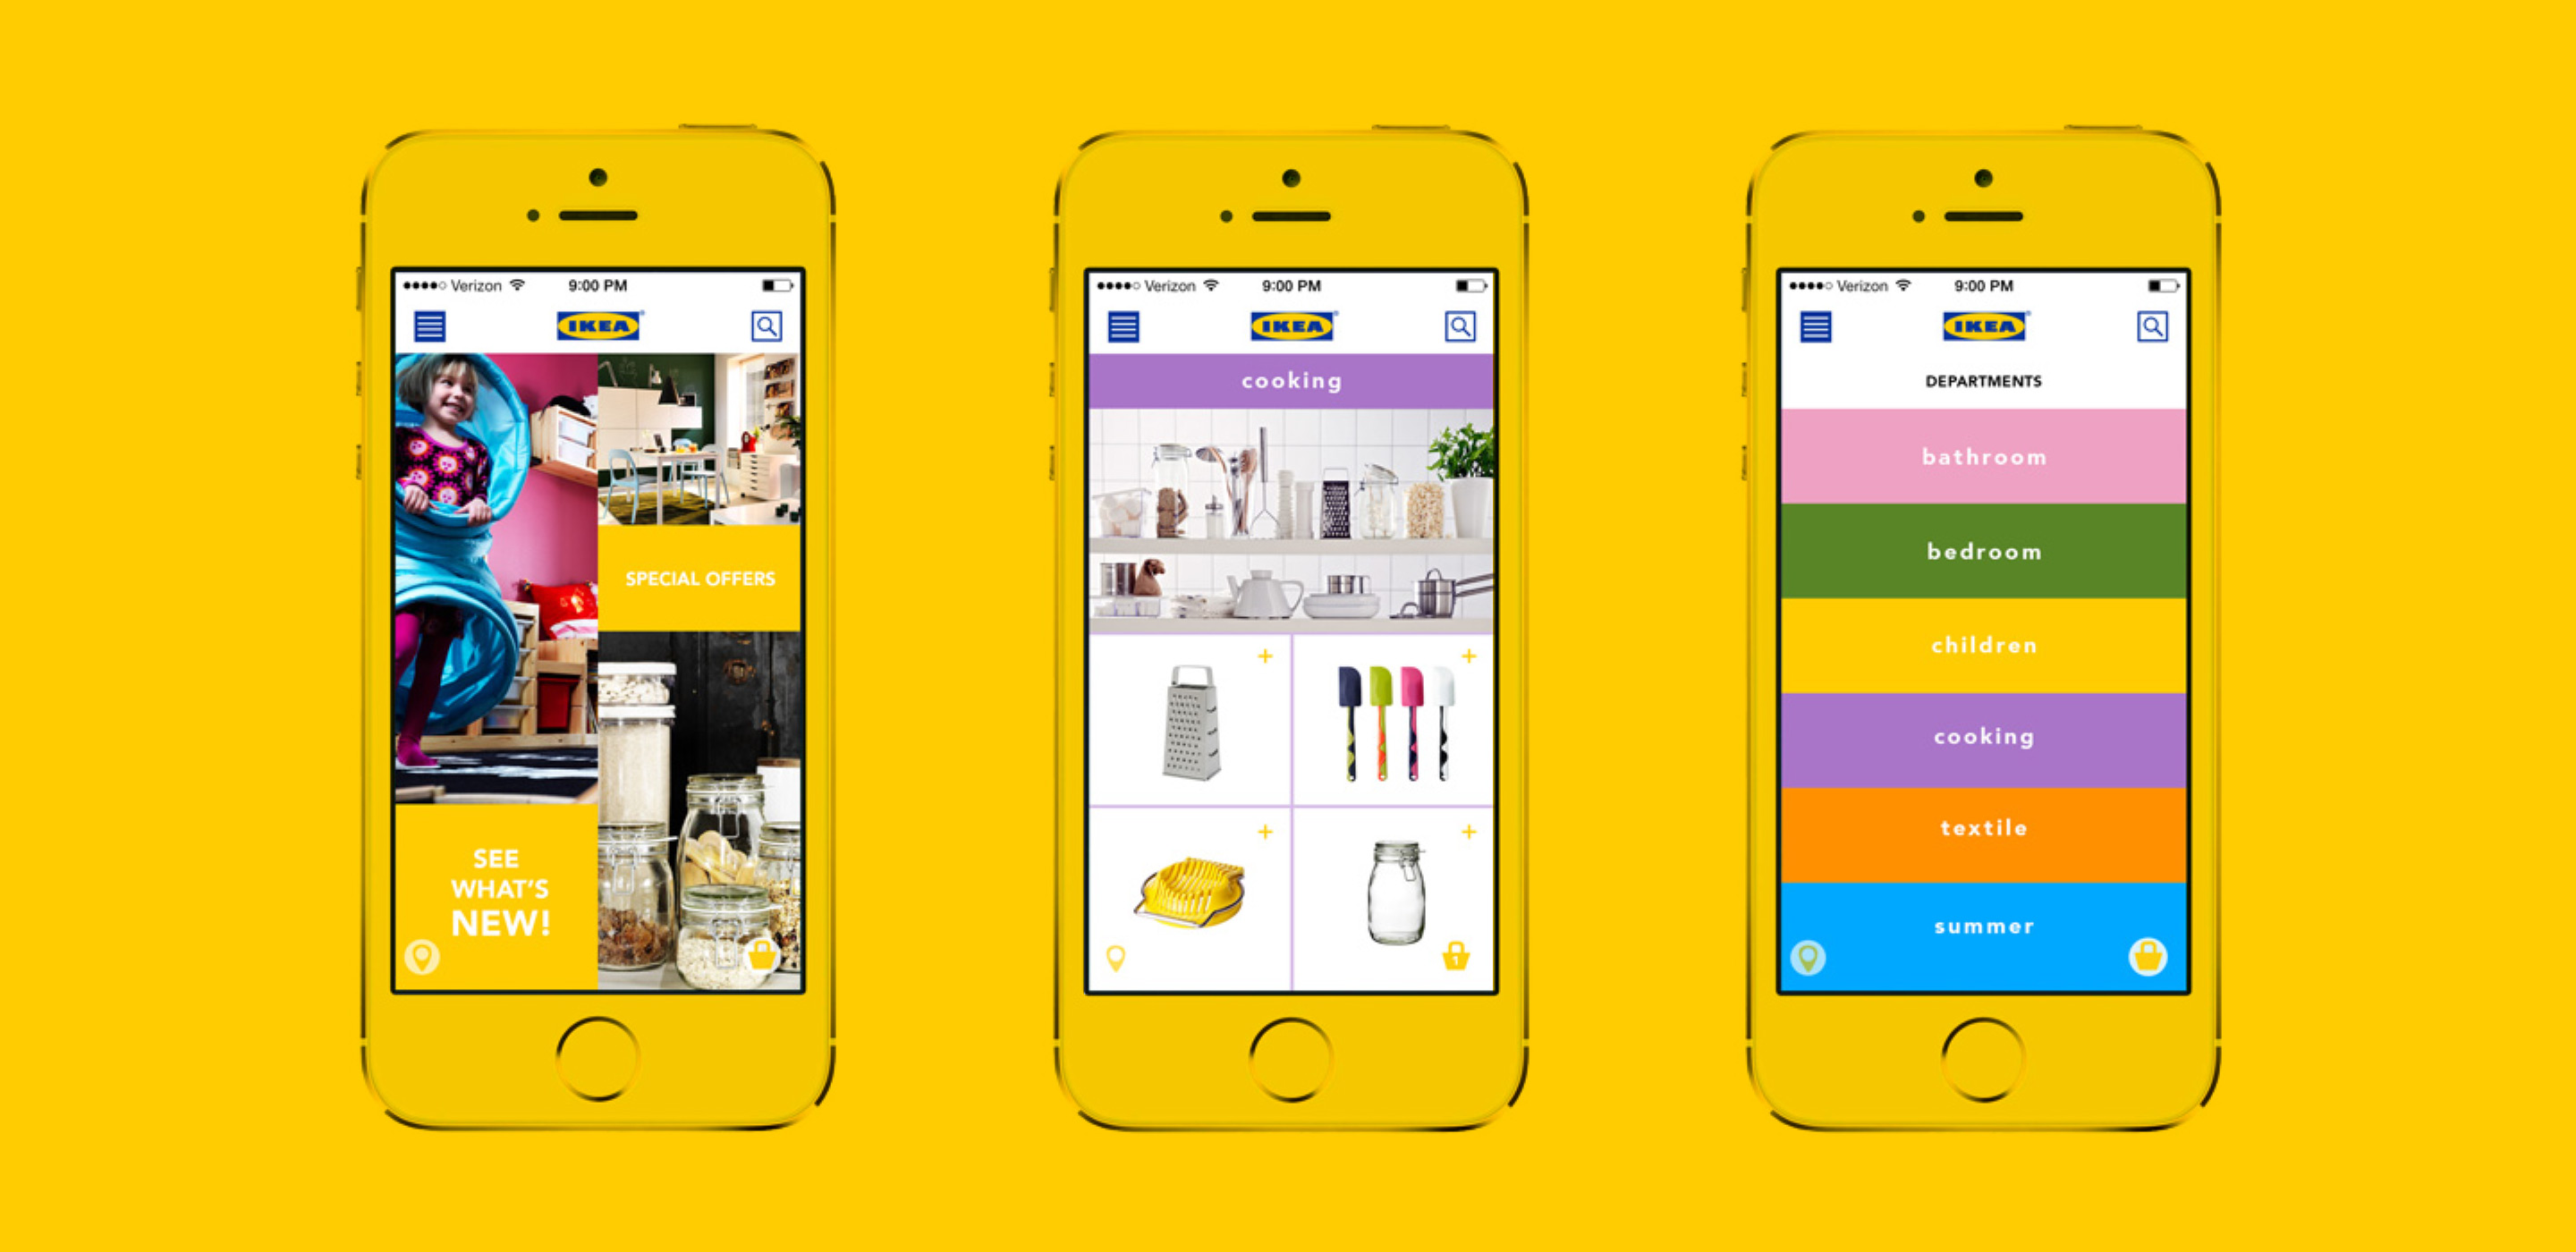 Verizon 9:00 PM
IKEA
SPECIAL OFFERS
SEE
WHAT'S
NEW!
Verizon 9:00 PM
IKEA
cooking
1
Verizon 9:00 PM
IKEA
DEPARTMENTS
bathroom
bedroom
children
cooking
textile
summer